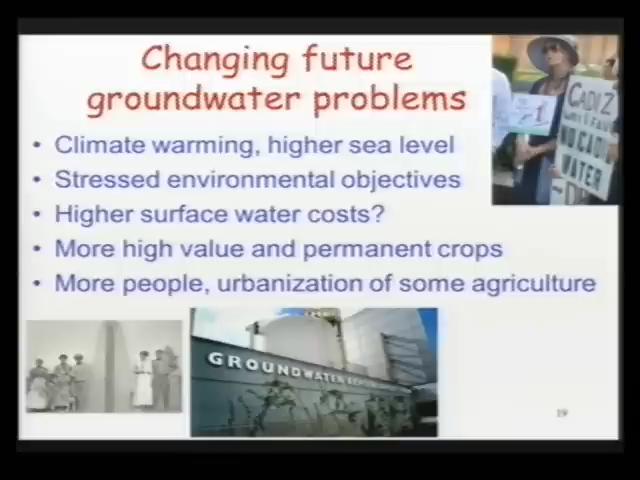 Changing future
groundwater problems
• Climate warming, higher sea level
• Stressed environmental objectives
• Higher surface water costs?
• More high value and permanent crops
• More people, urbanization of some agriculture
CADIZ
NO CADIZ
WATER
GROUNDWATER
19